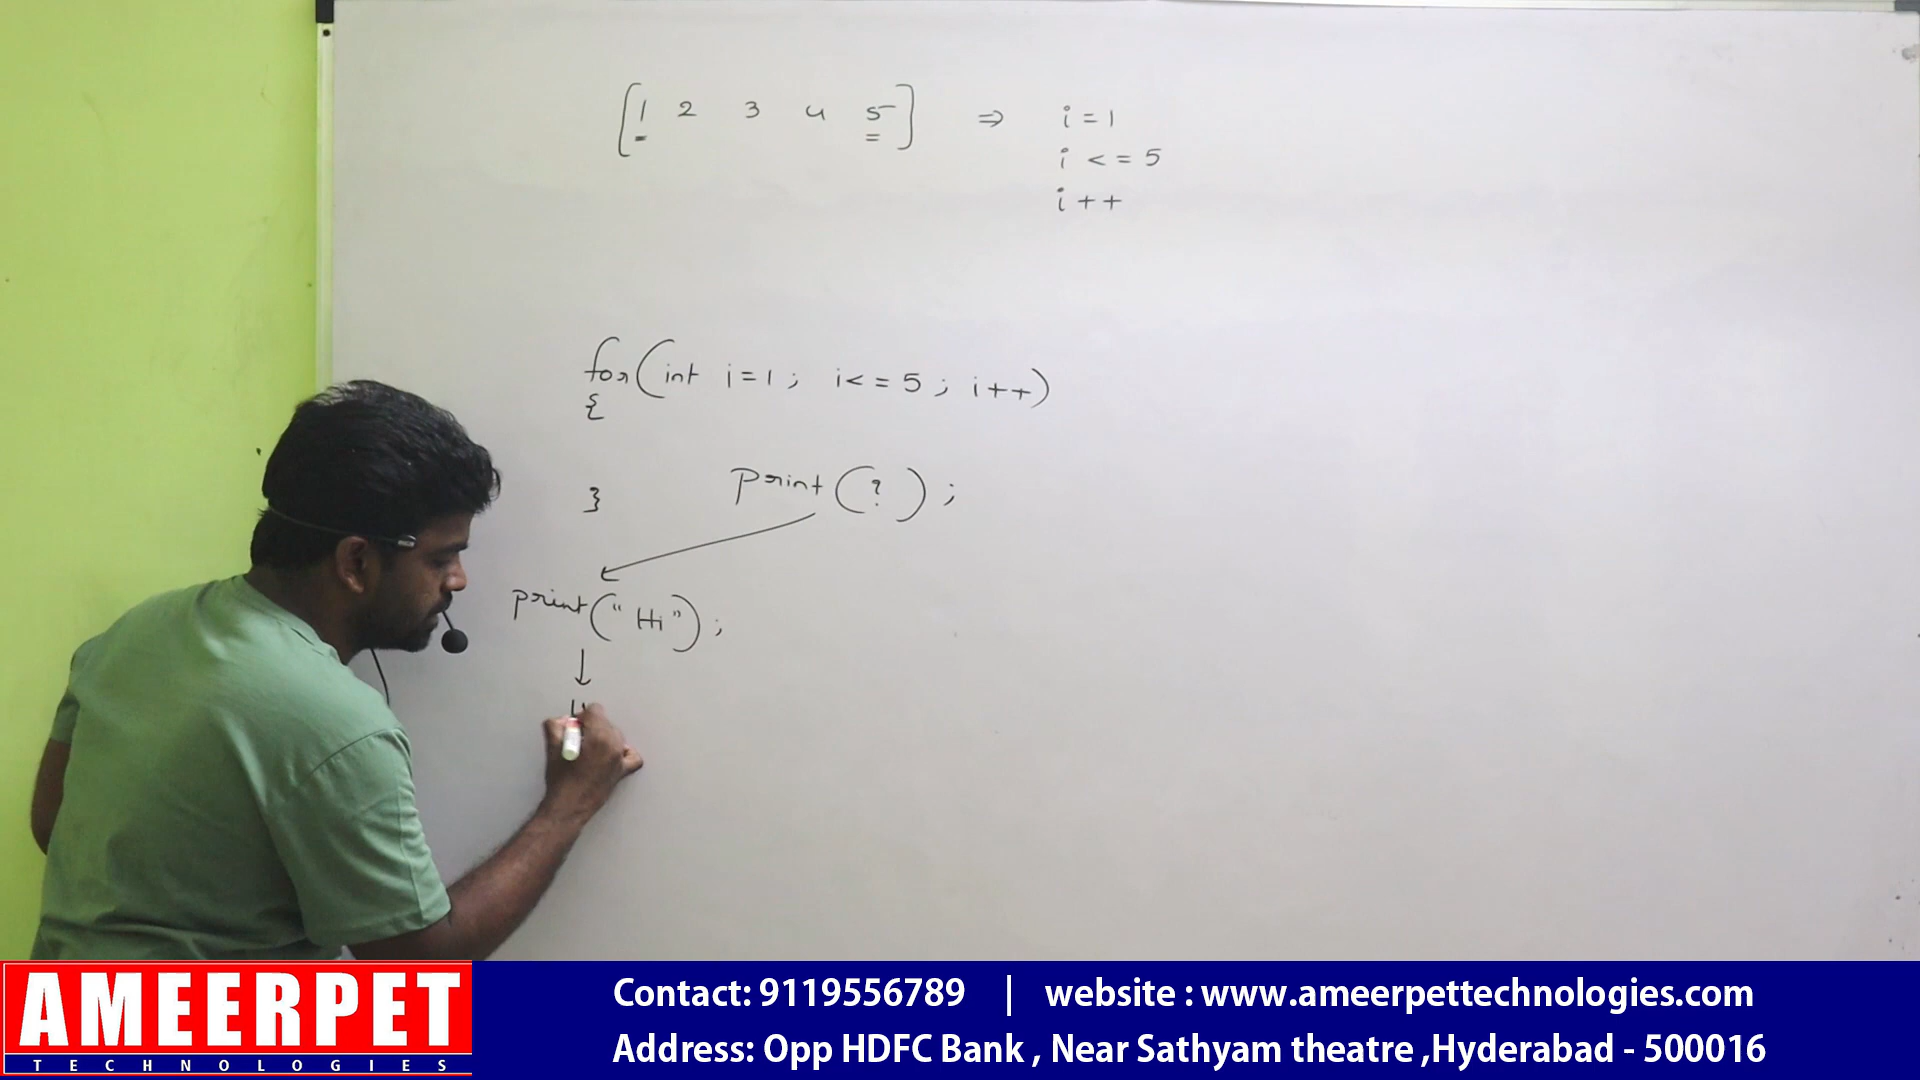 [1 2 3 4 5] ⇒ i = 1
i <= 5
i ++
for(int i=1; i<=5; i++)
{
print(?);
}
print("Hi");
↓
AMEERPET
TECHNOLOGIES
Contact: 9119556789 | website : www.ameerpettechnologies.com
Address: Opp HDFC Bank , Near Sathyam theatre ,Hyderabad - 500016